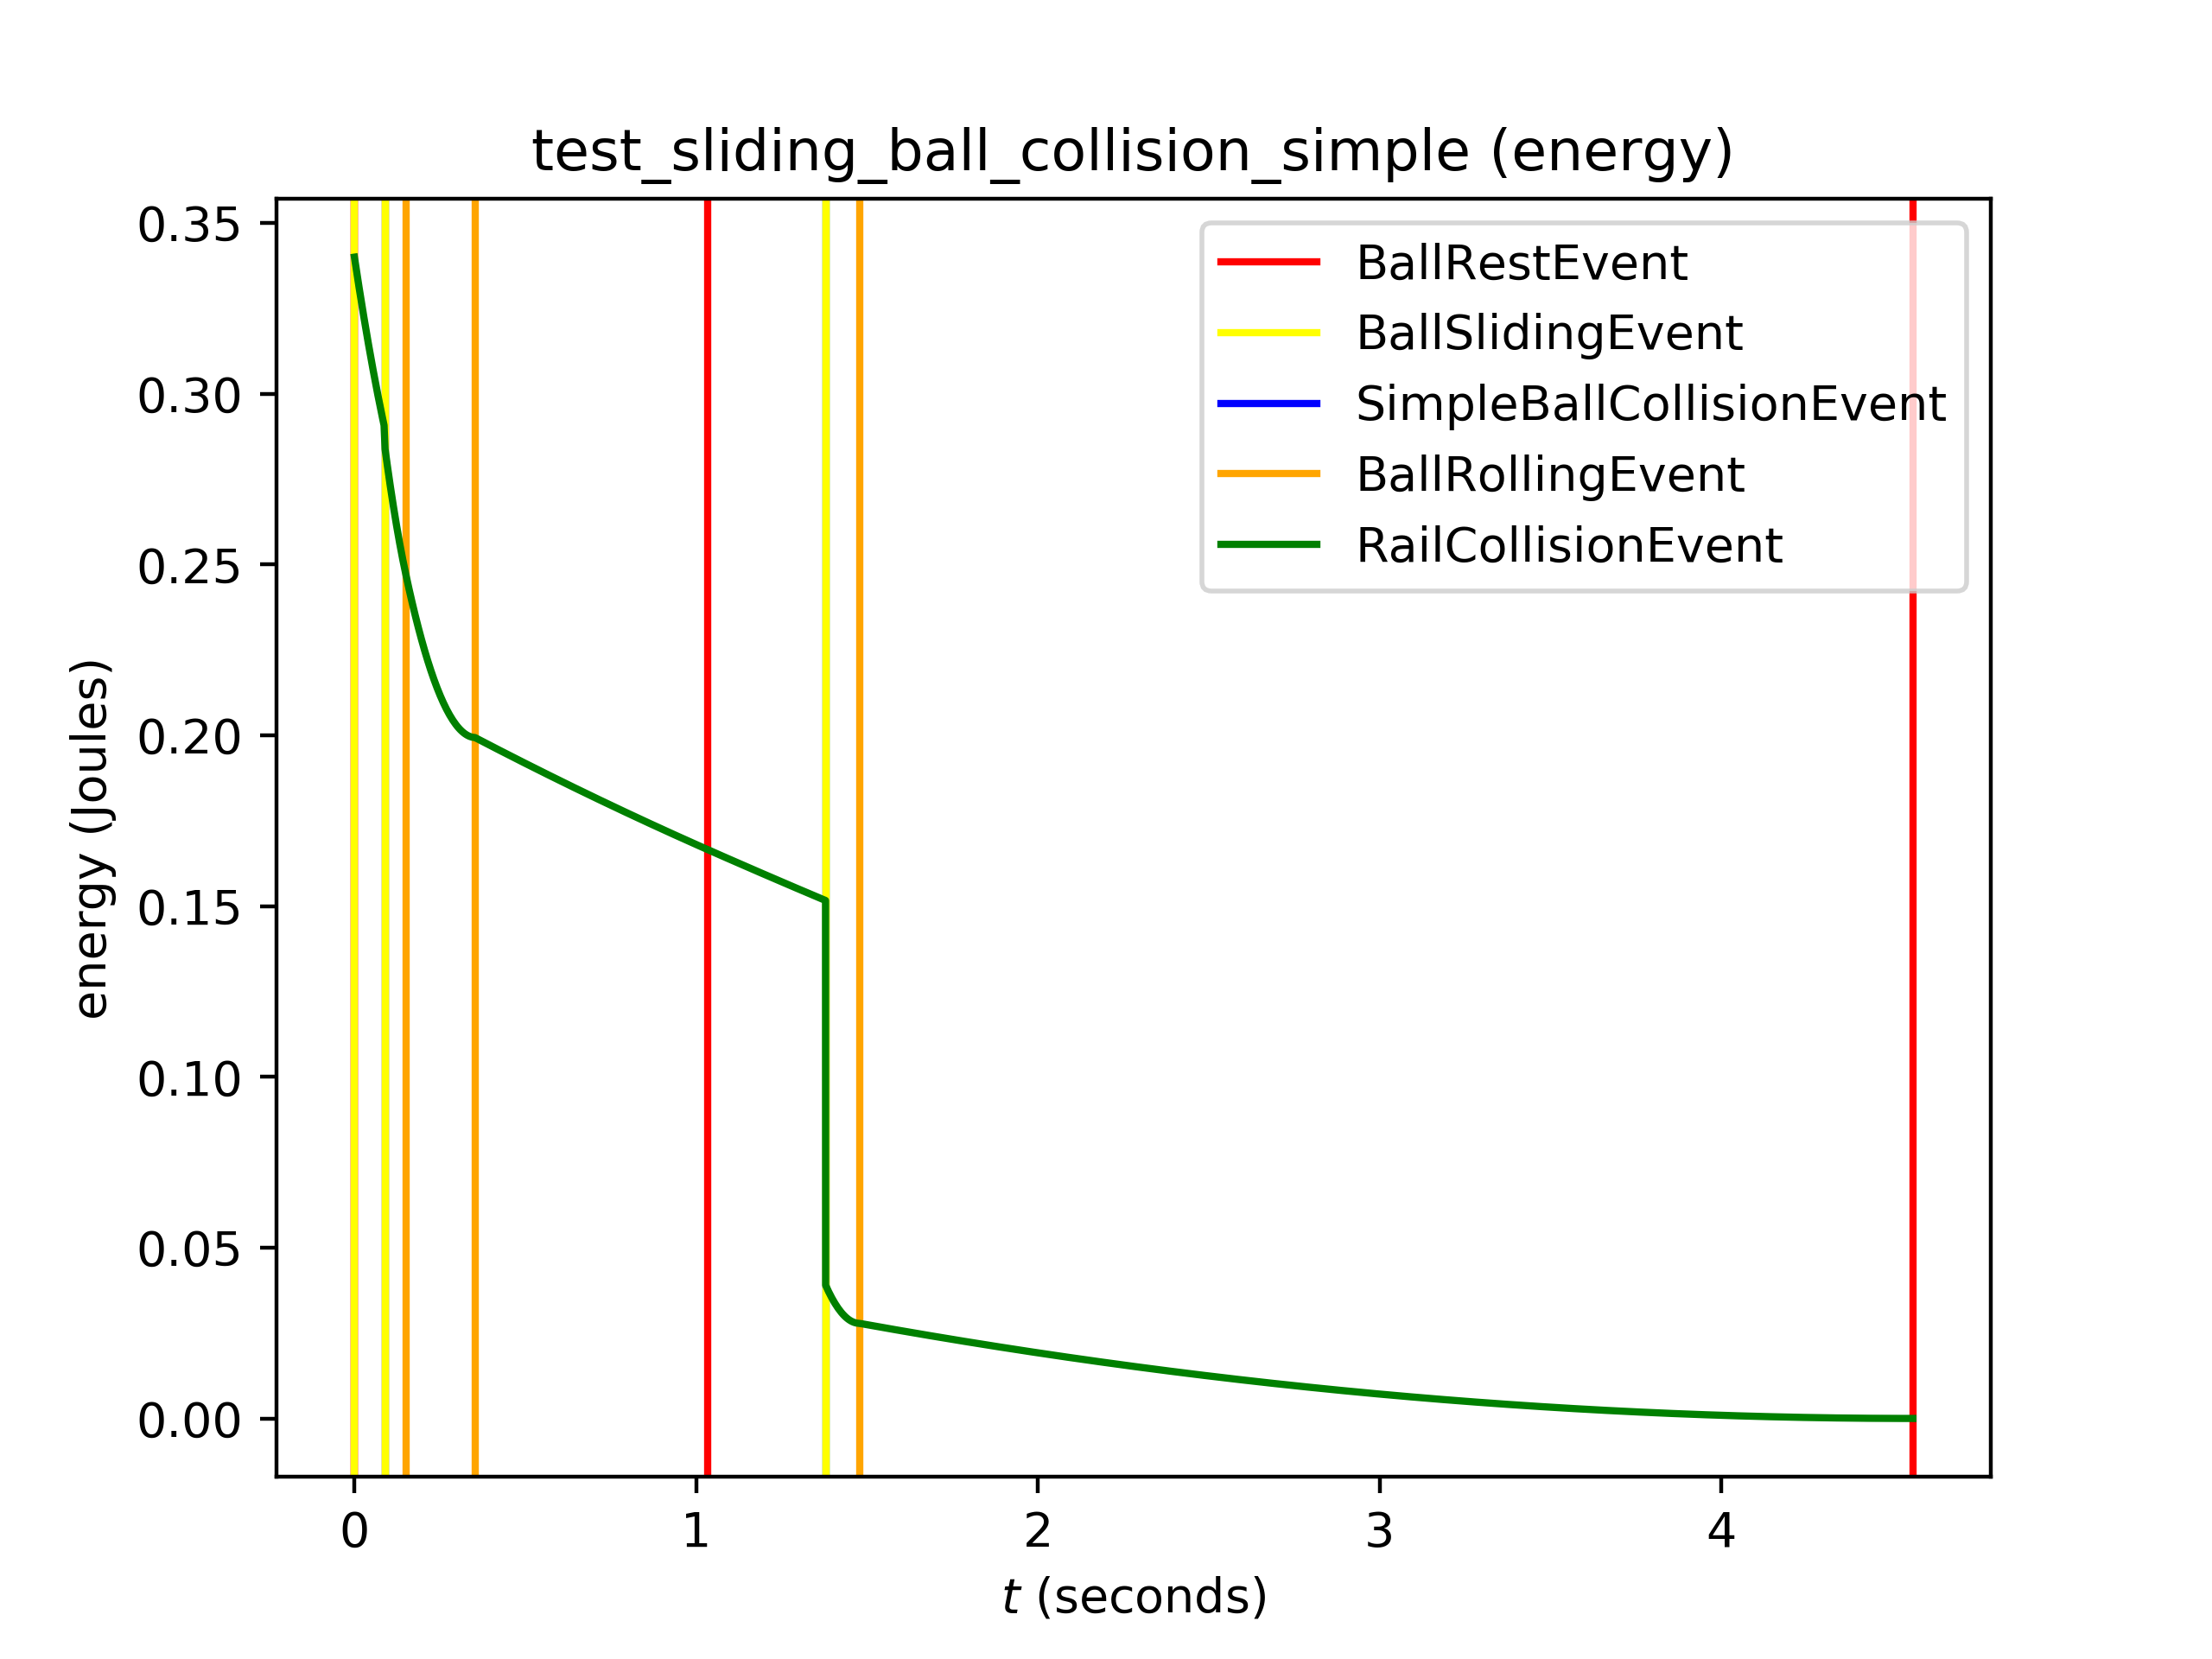 test_sliding_ball_collision_simple (energy)
0.35
0.30
0.25
0.20
0.15
0.10
0.05
0.00
energy (Joules)
BallRestEvent
BallSlidingEvent
SimpleBallCollisionEvent
BallRollingEvent
RailCollisionEvent
0 1 2 3 4
t (seconds)